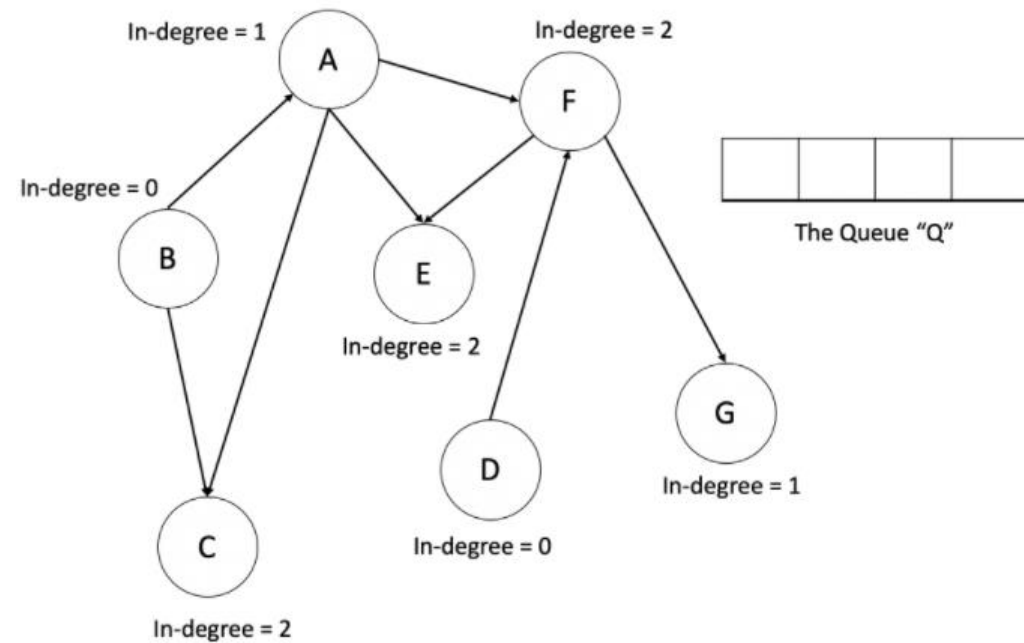 In-degree = 1
A
In-degree = 2
F
In-degree = 0
B
The Queue “Q”
E
In-degree = 2
G
In-degree = 1
D
In-degree = 0
C
In-degree = 2